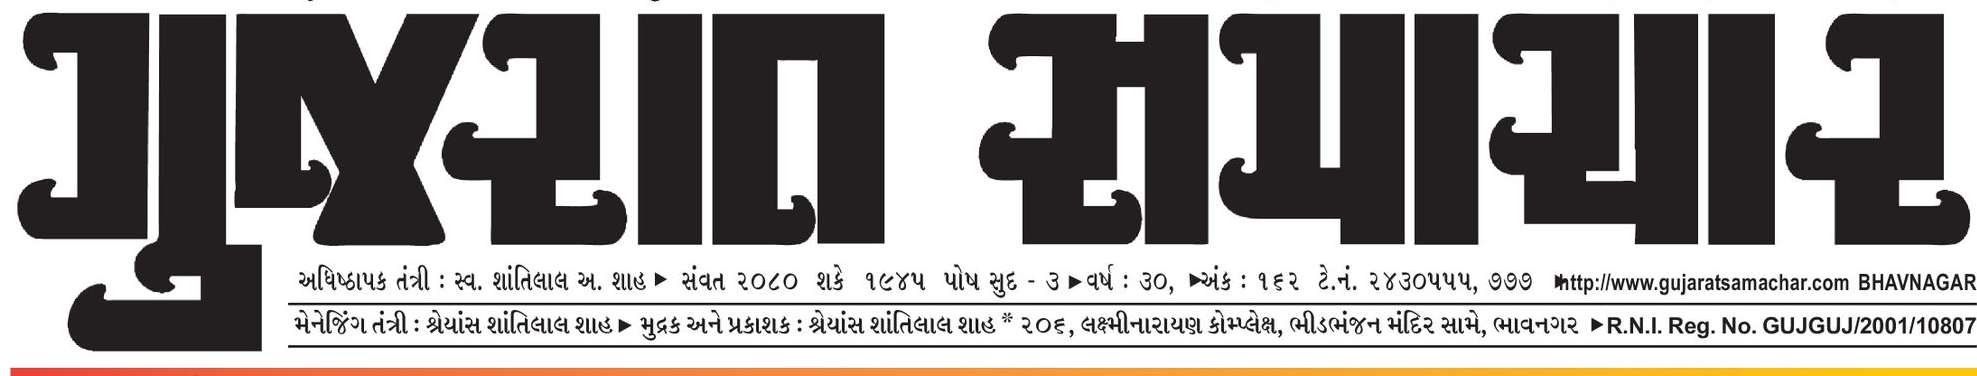 ગુજરાત સમાચાર
અધિષ્ઠાપક તંત્રી : સ્વ. શાંતિલાલ અ. શાહ ▶ સંવત ૨૦૮૦ શકે ૧૯૪૫ પોષ સુદ - ૩ ▶ વર્ષ : ૩૦, ▶અંક : ૧૬૨ ટે.નં. ૨૪૩૦૫૫૫, ૭૭૭ ▶http://www.gujaratsamachar.com BHAVNAGAR
મેનેજિંગ તંત્રી : શ્રેયાંસ શાંતિલાલ શાહ ▶ મુદ્રક અને પ્રકાશક : શ્રેયાંસ શાંતિલાલ શાહ * ૨૦૬, લક્ષ્મીનારાયણ કોમ્પ્લેક્ષ, ભીડભંજન મંદિર સામે, ભાવનગર ▶R.N.I. Reg. No. GUJGUJ/2001/10807